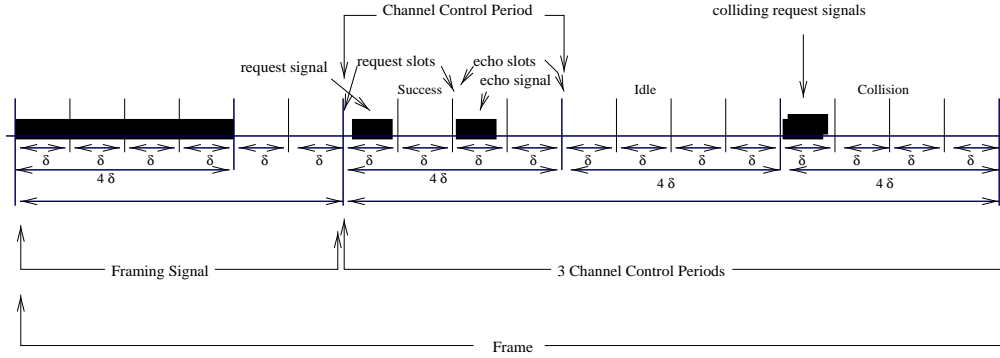 Channel Control Period
colliding request signals
request signal
request slots
echo slots
echo signal
Success
Idle
Collision
δ δ δ δ δ δ δ δ δ δ δ δ δ δ δ δ δ δ
4 δ
4 δ
4 δ
4 δ
Framing Signal
3 Channel Control Periods
Frame